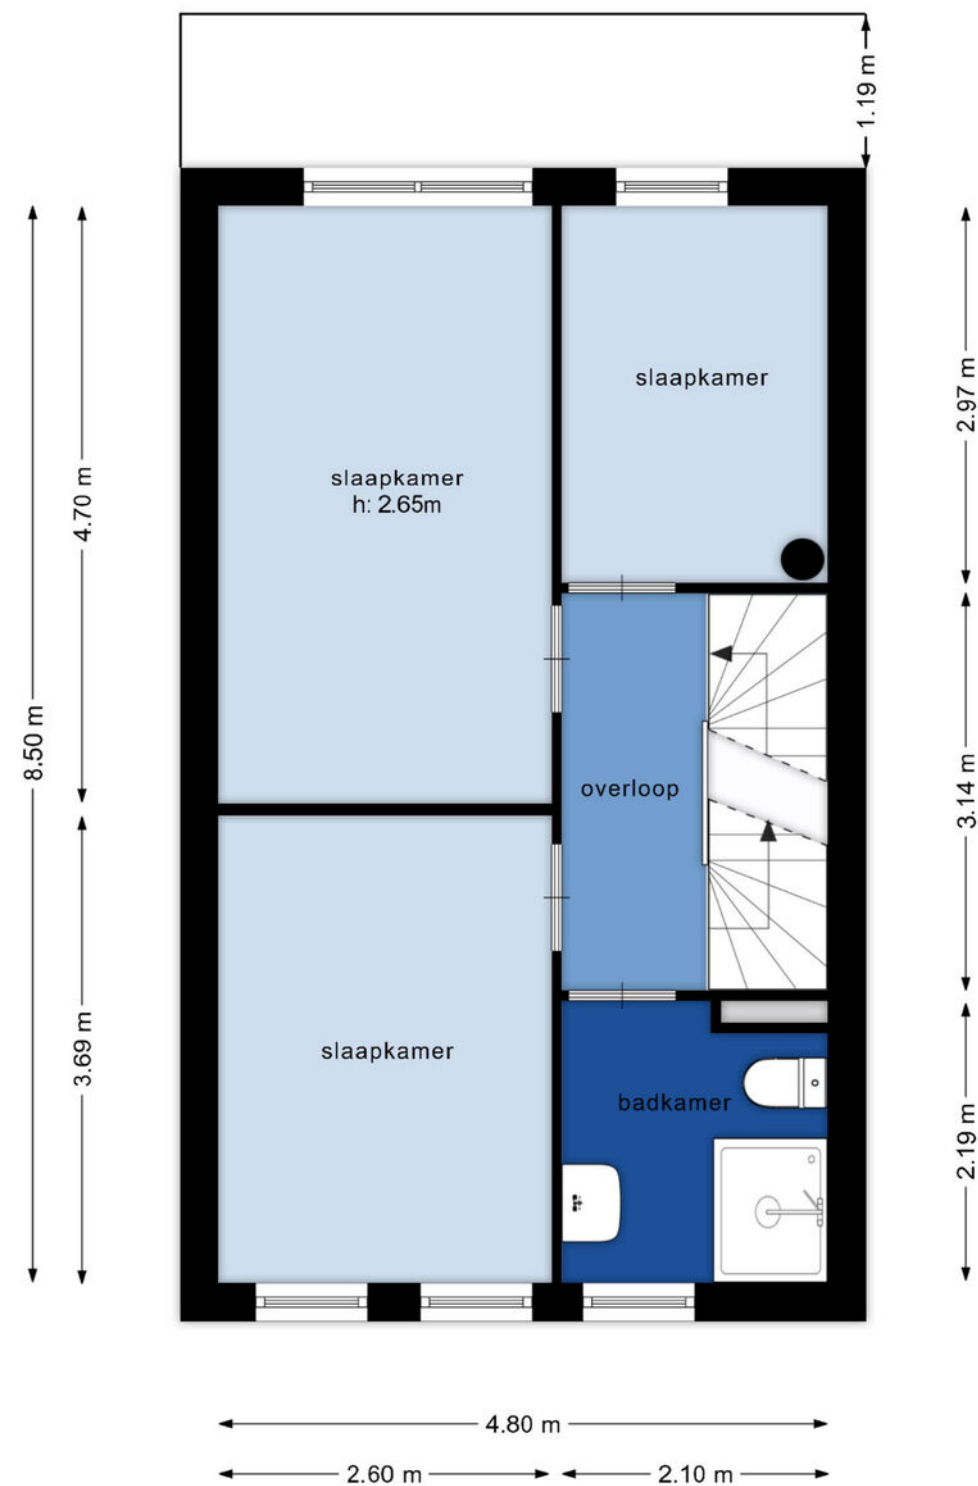 1.19 m
slaapkamer
2.97 m
slaapkamer
h: 2.65m
4.70 m
8.50 m
overloop
3.14 m
slaapkamer
3.69 m
badkamer
2.19 m
4.80 m
2.60 m
2.10 m